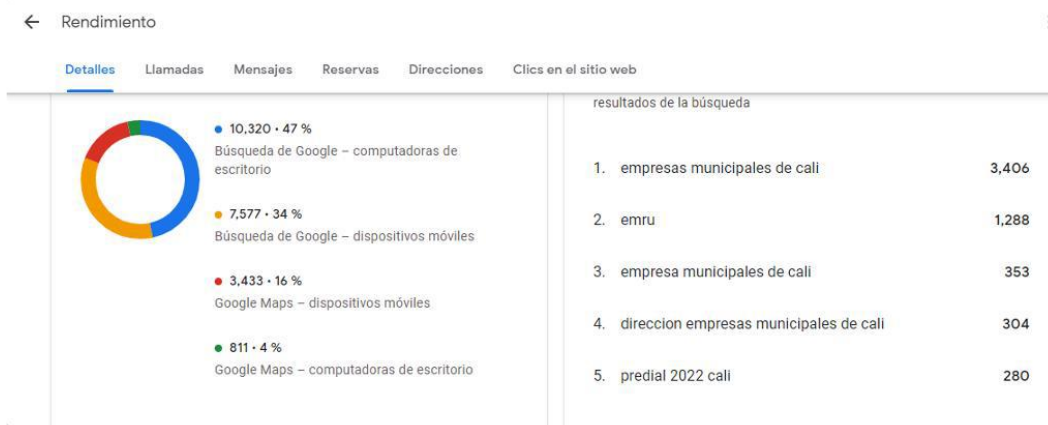 Rendimiento
Detalles Llamadas Mensajes Reservas Direcciones Clics en el sitio web
10,320 • 47 %
Búsqueda de Google – computadoras de
escritorio
7,577 • 34 %
Búsqueda de Google – dispositivos móviles
3,433 • 16 %
Google Maps – dispositivos móviles
811 • 4 %
Google Maps – computadoras de escritorio
resultados de la búsqueda
1. empresas municipales de cali 3,406
2. emru 1,288
3. empresa municipales de cali 353
4. direccion empresas municipales de cali 304
5. predial 2022 cali 280